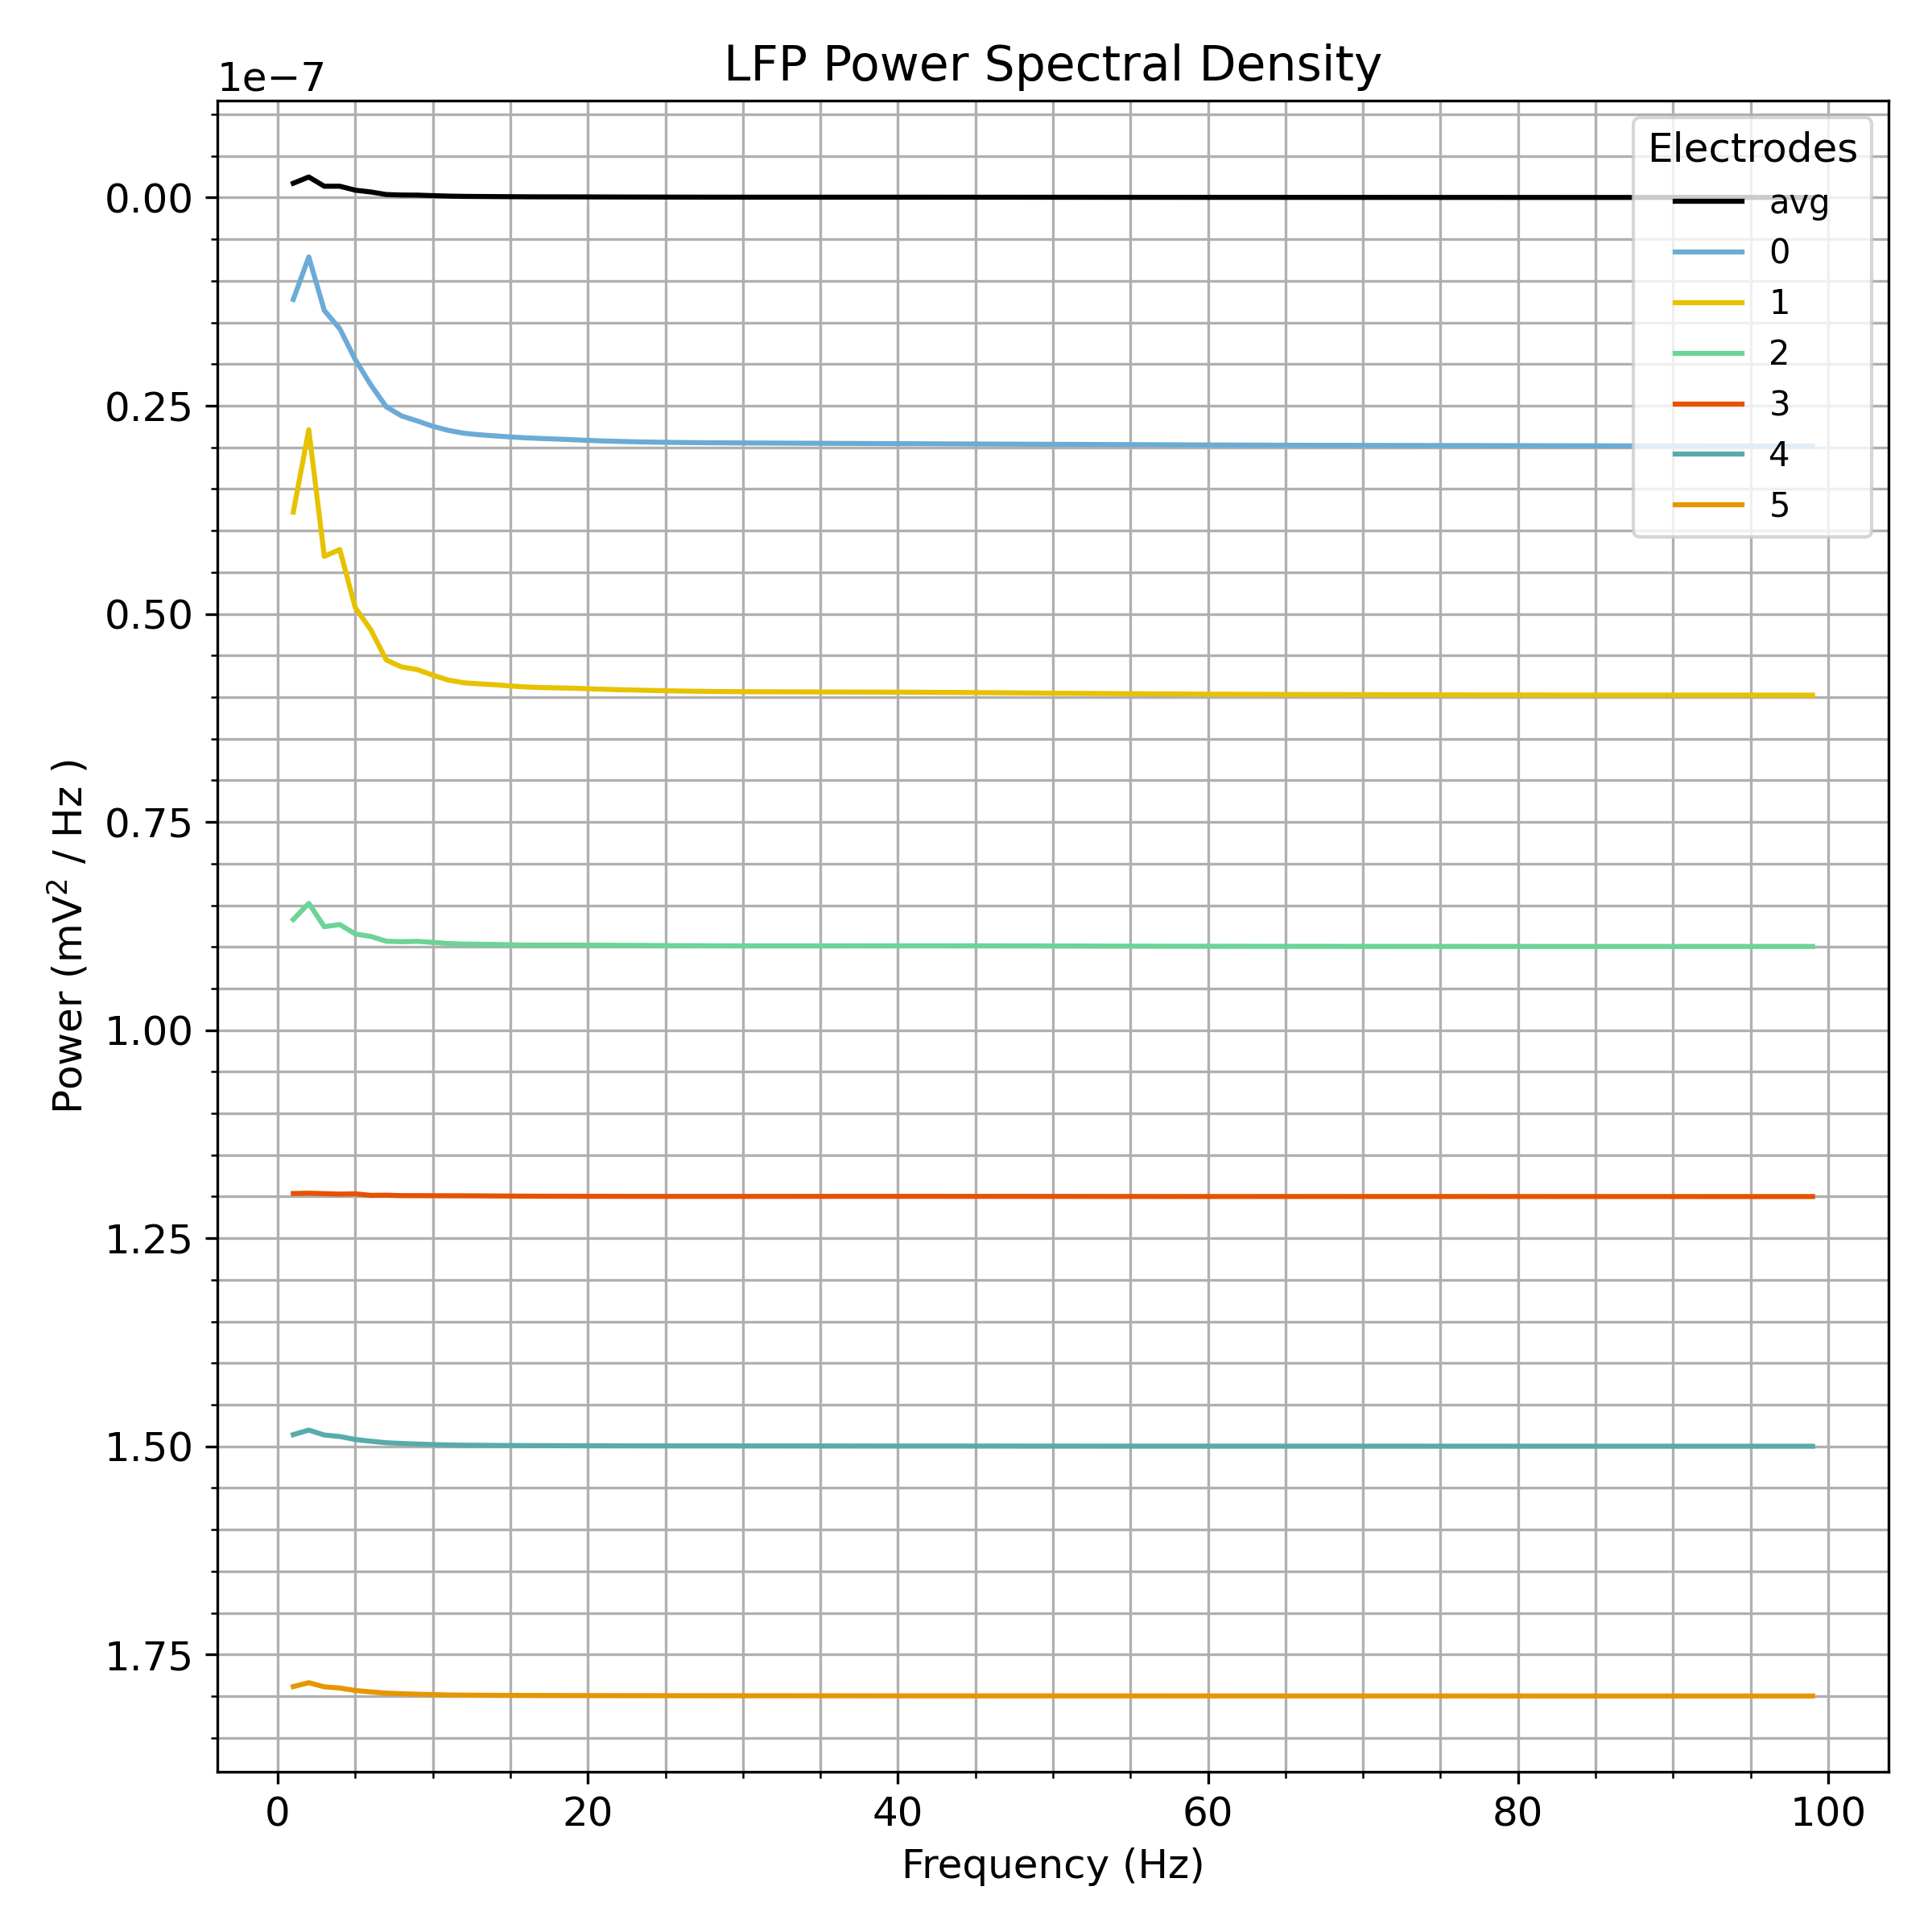 LFP Power Spectral Density
1e−7
Electrodes
avg
0
1
2
3
4
5
0.00
0.25
0.50
0.75
1.00
1.25
1.50
1.75
Power (mV² / Hz )
0 20 40 60 80 100
Frequency (Hz)